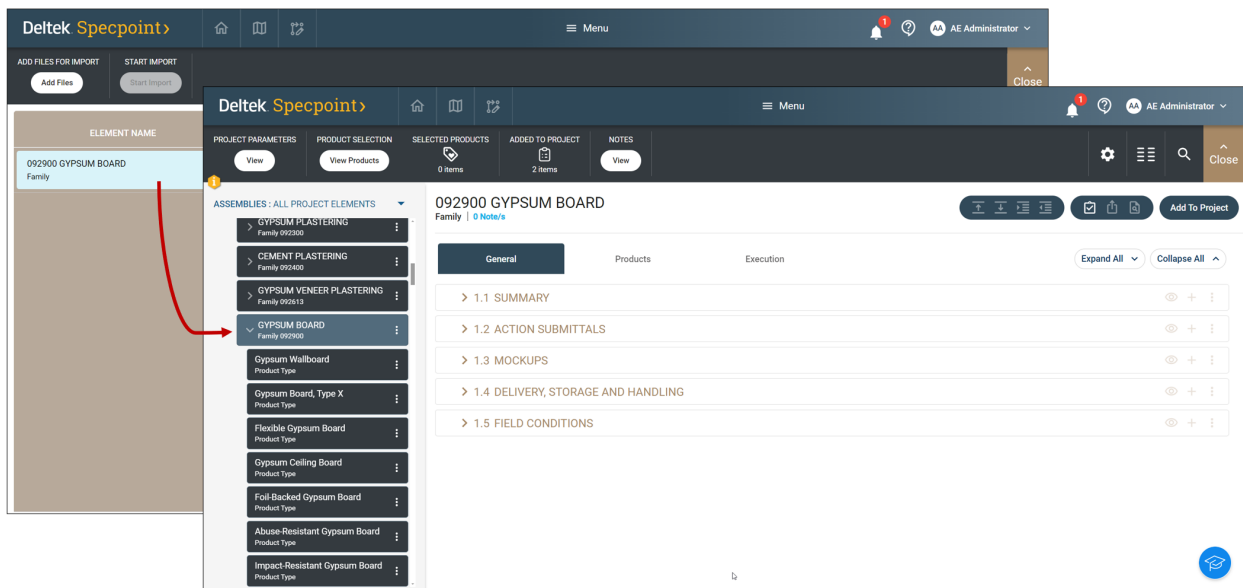 Deltek Specpoint
Menu
1
AA AE Administrator
ADD FILES FOR IMPORT
START IMPORT
Add Files
Start Import
Close
ELEMENT NAME
092900 GYPSUM BOARD
Family
Deltek Specpoint
Menu
1
AA AE Administrator
PROJECT PARAMETERS
PRODUCT SELECTION
SELECTED PRODUCTS
ADDED TO PROJECT
NOTES
View
View Products
0 items
2 items
View
Close
ASSEMBLIES : ALL PROJECT ELEMENTS
GYPSUM PLASTERING
Family 092300
CEMENT PLASTERING
Family 092400
GYPSUM VENEER PLASTERING
Family 092613
GYPSUM BOARD
Family 092900
Gypsum Wallboard
Product Type
Gypsum Board, Type X
Product Type
Flexible Gypsum Board
Product Type
Gypsum Ceiling Board
Product Type
Foil-Backed Gypsum Board
Product Type
Abuse-Resistant Gypsum Board
Product Type
Impact-Resistant Gypsum Board
Product Type
092900 GYPSUM BOARD
Family | 0 Note/s
Add To Project
General
Products
Execution
Expand All
Collapse All
1.1 SUMMARY
1.2 ACTION SUBMITTALS
1.3 MOCKUPS
1.4 DELIVERY, STORAGE AND HANDLING
1.5 FIELD CONDITIONS